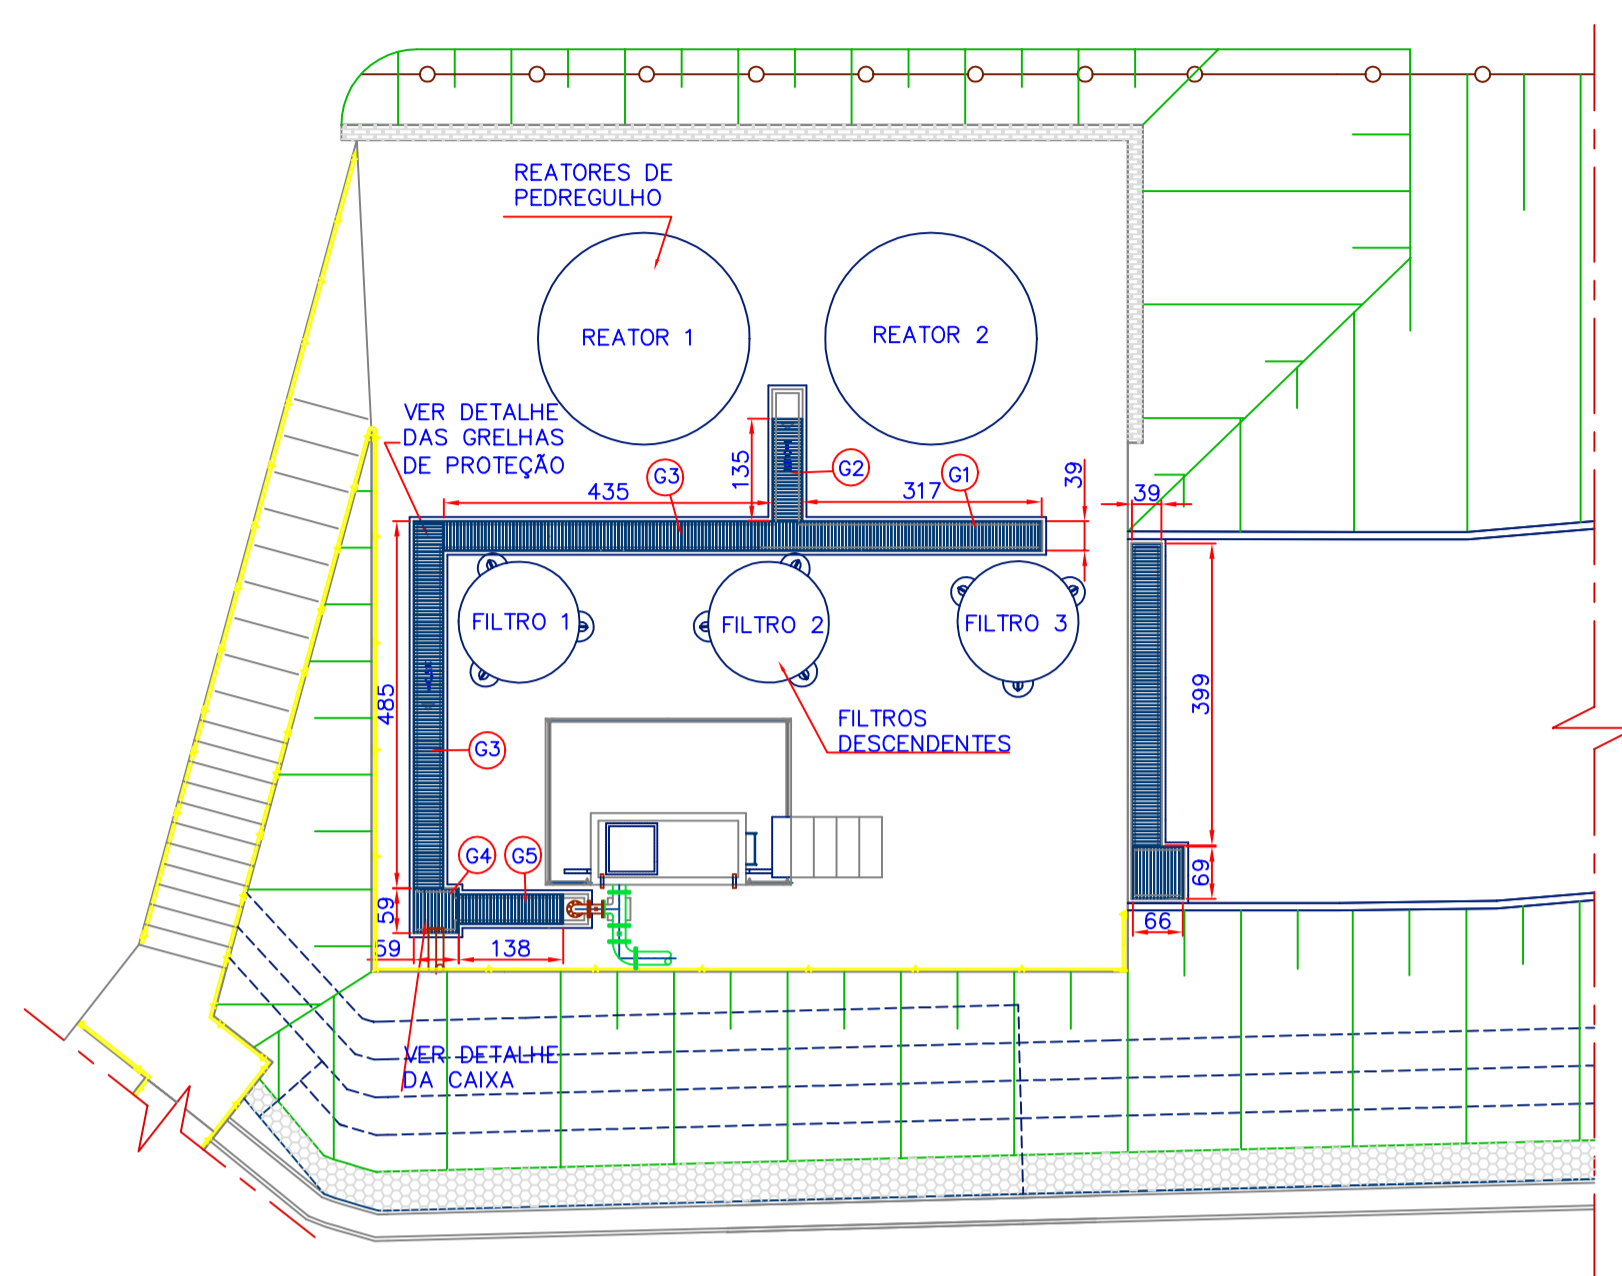 REATORES DE
PEDREGULHO
REATOR 1
REATOR 2
VER DETALHE
DAS GRELHAS
DE PROTEÇÃO
135
G2
G3
G1
435
317
39
39
FILTRO 1
FILTRO 2
FILTRO 3
485
399
FILTROS
DESCENDENTES
G3
G4
G5
69
59
66
59
138
VER DETALHE
DA CAIXA